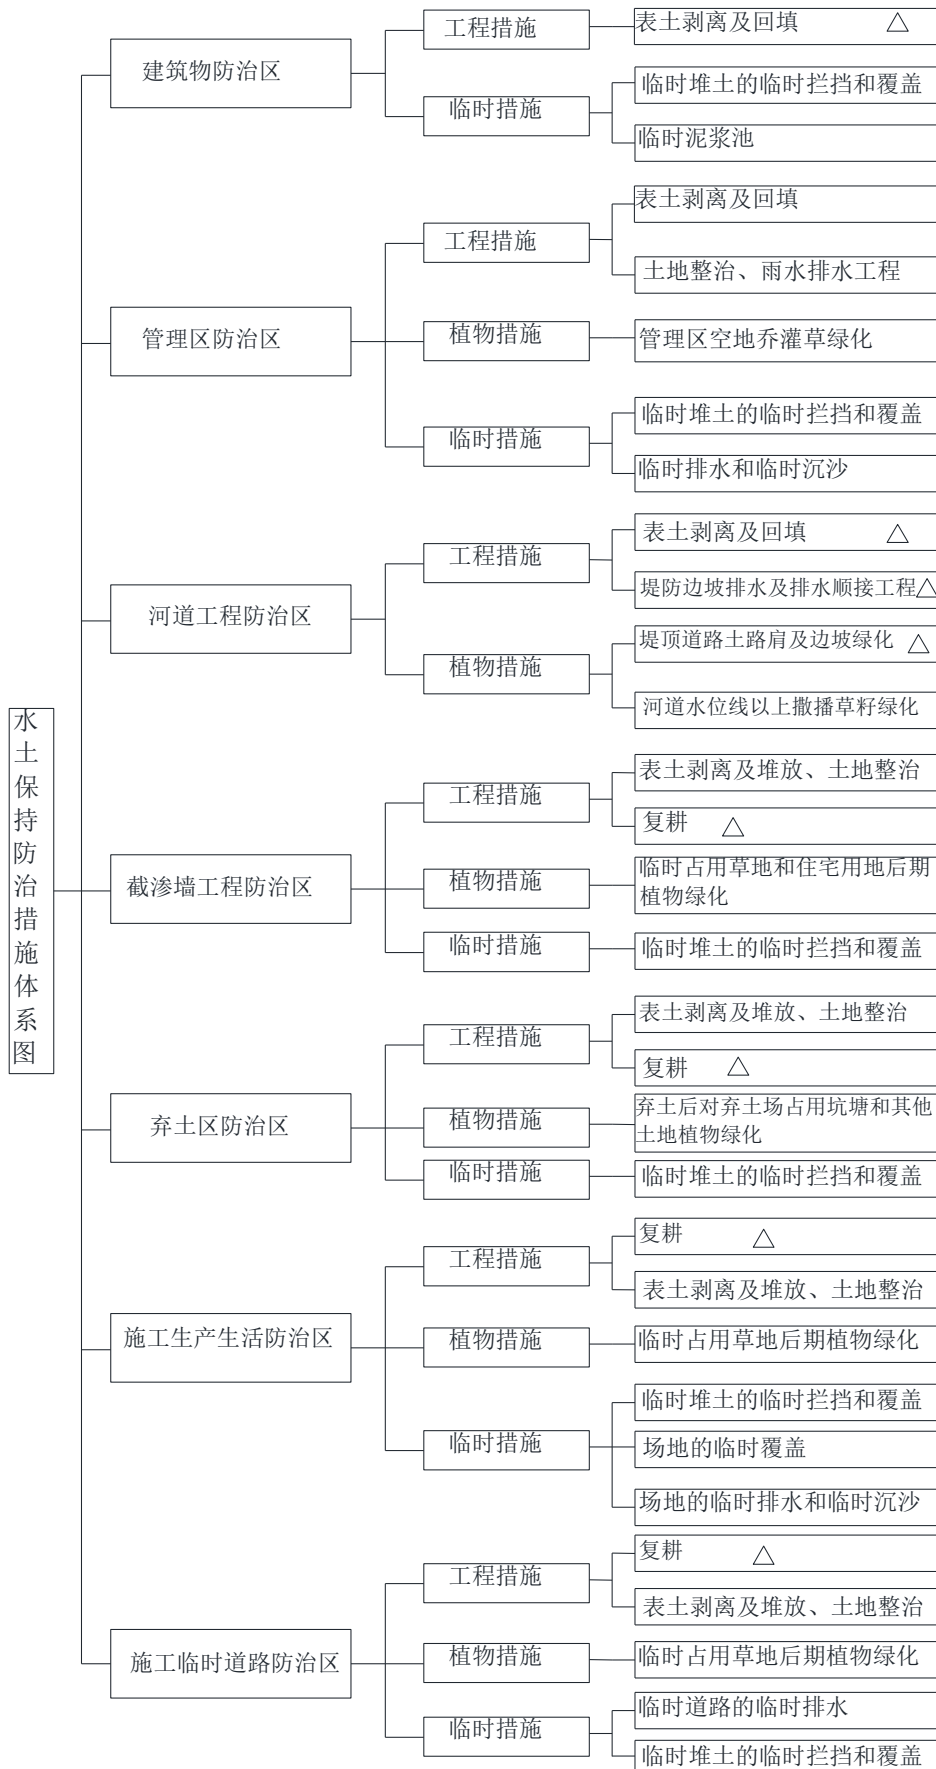 水土保持防治措施体系图
建筑物防治区
工程措施
表土剥离及回填 △
临时措施
临时堆土的临时拦挡和覆盖
临时泥浆池
管理区防治区
工程措施
表土剥离及回填
土地整治、雨水排水工程
植物措施
管理区空地乔灌草绿化
临时措施
临时堆土的临时拦挡和覆盖
临时排水和临时沉沙
河道工程防治区
工程措施
表土剥离及回填 △
堤防边坡排水及排水顺接工程△
植物措施
堤顶道路土路肩及边坡绿化 △
河道水位线以上撒播草籽绿化
截渗墙工程防治区
工程措施
表土剥离及堆放、土地整治
复耕 △
植物措施
临时占用草地和住宅用地后期
植物绿化
临时措施
临时堆土的临时拦挡和覆盖
弃土区防治区
工程措施
表土剥离及堆放、土地整治
复耕 △
植物措施
弃土后对弃土场占用坑塘和其他
土地植物绿化
临时措施
临时堆土的临时拦挡和覆盖
施工生产生活防治区
工程措施
复耕 △
表土剥离及堆放、土地整治
植物措施
临时占用草地后期植物绿化
临时措施
临时堆土的临时拦挡和覆盖
场地的临时覆盖
场地的临时排水和临时沉沙
施工临时道路防治区
工程措施
复耕 △
表土剥离及堆放、土地整治
植物措施
临时占用草地后期植物绿化
临时措施
临时道路的临时排水
临时堆土的临时拦挡和覆盖